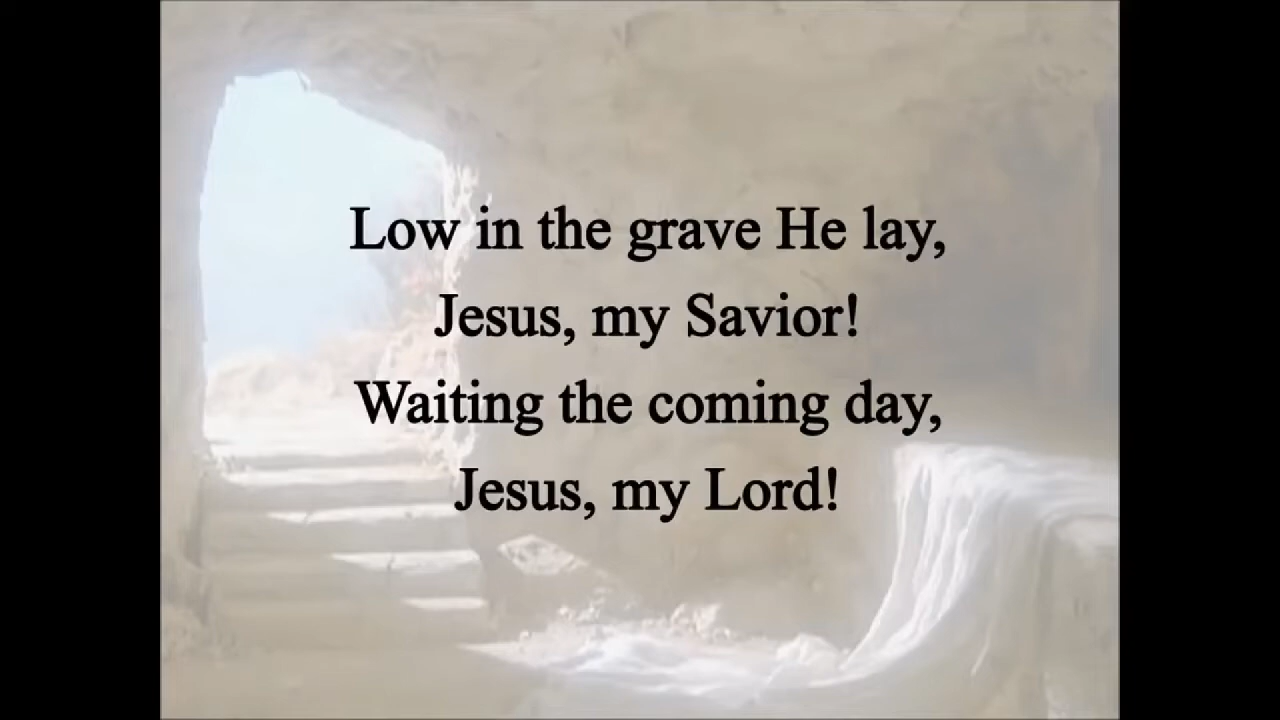 Low in the grave He lay,
Jesus, my Savior!
Waiting the coming day,
Jesus, my Lord!